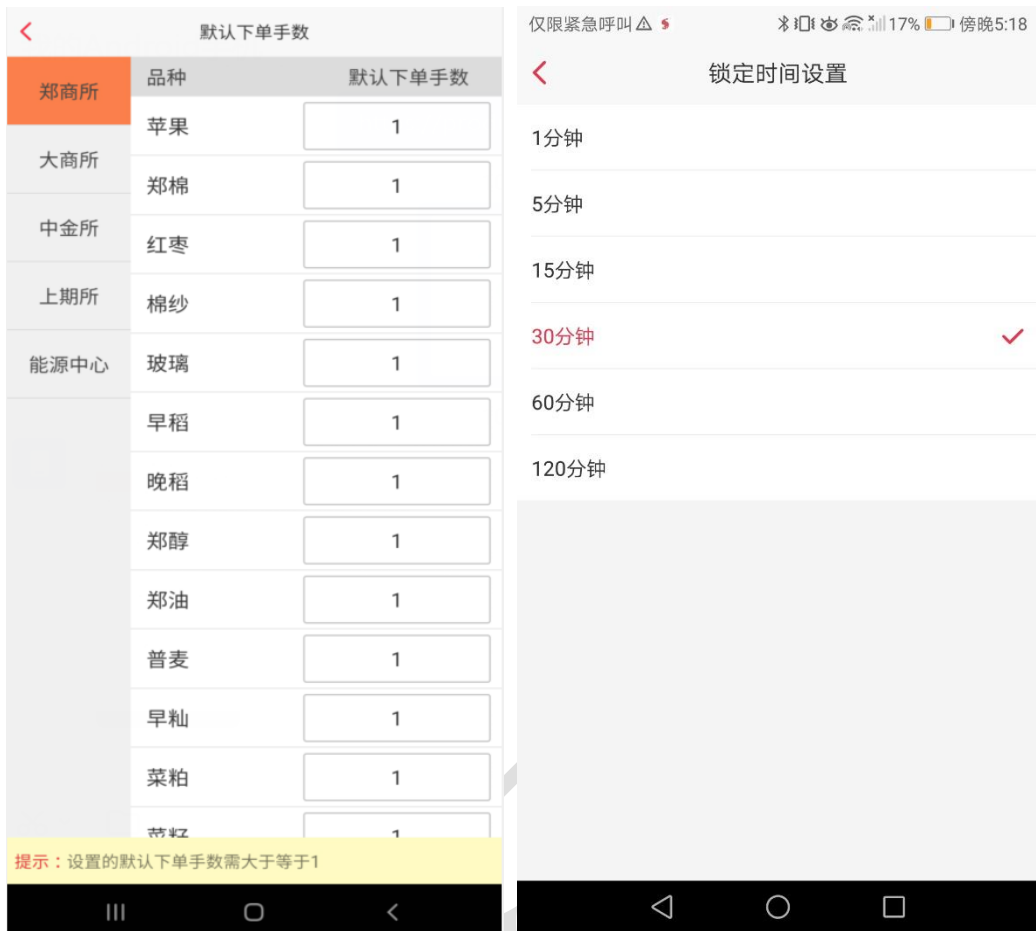 默认下单手数
郑商所
大商所
中金所
上期所
能源中心
品种 默认下单手数
苹果 1
郑棉 1
红枣 1
棉纱 1
玻璃 1
早稻 1
晚稻 1
郑醇 1
郑油 1
普麦 1
早籼 1
菜粕 1
菜籽 1
提示：设置的默认下单手数需大于等于1
仅限紧急呼叫 17% 傍晚5:18
锁定时间设置
1分钟
5分钟
15分钟
30分钟
60分钟
120分钟